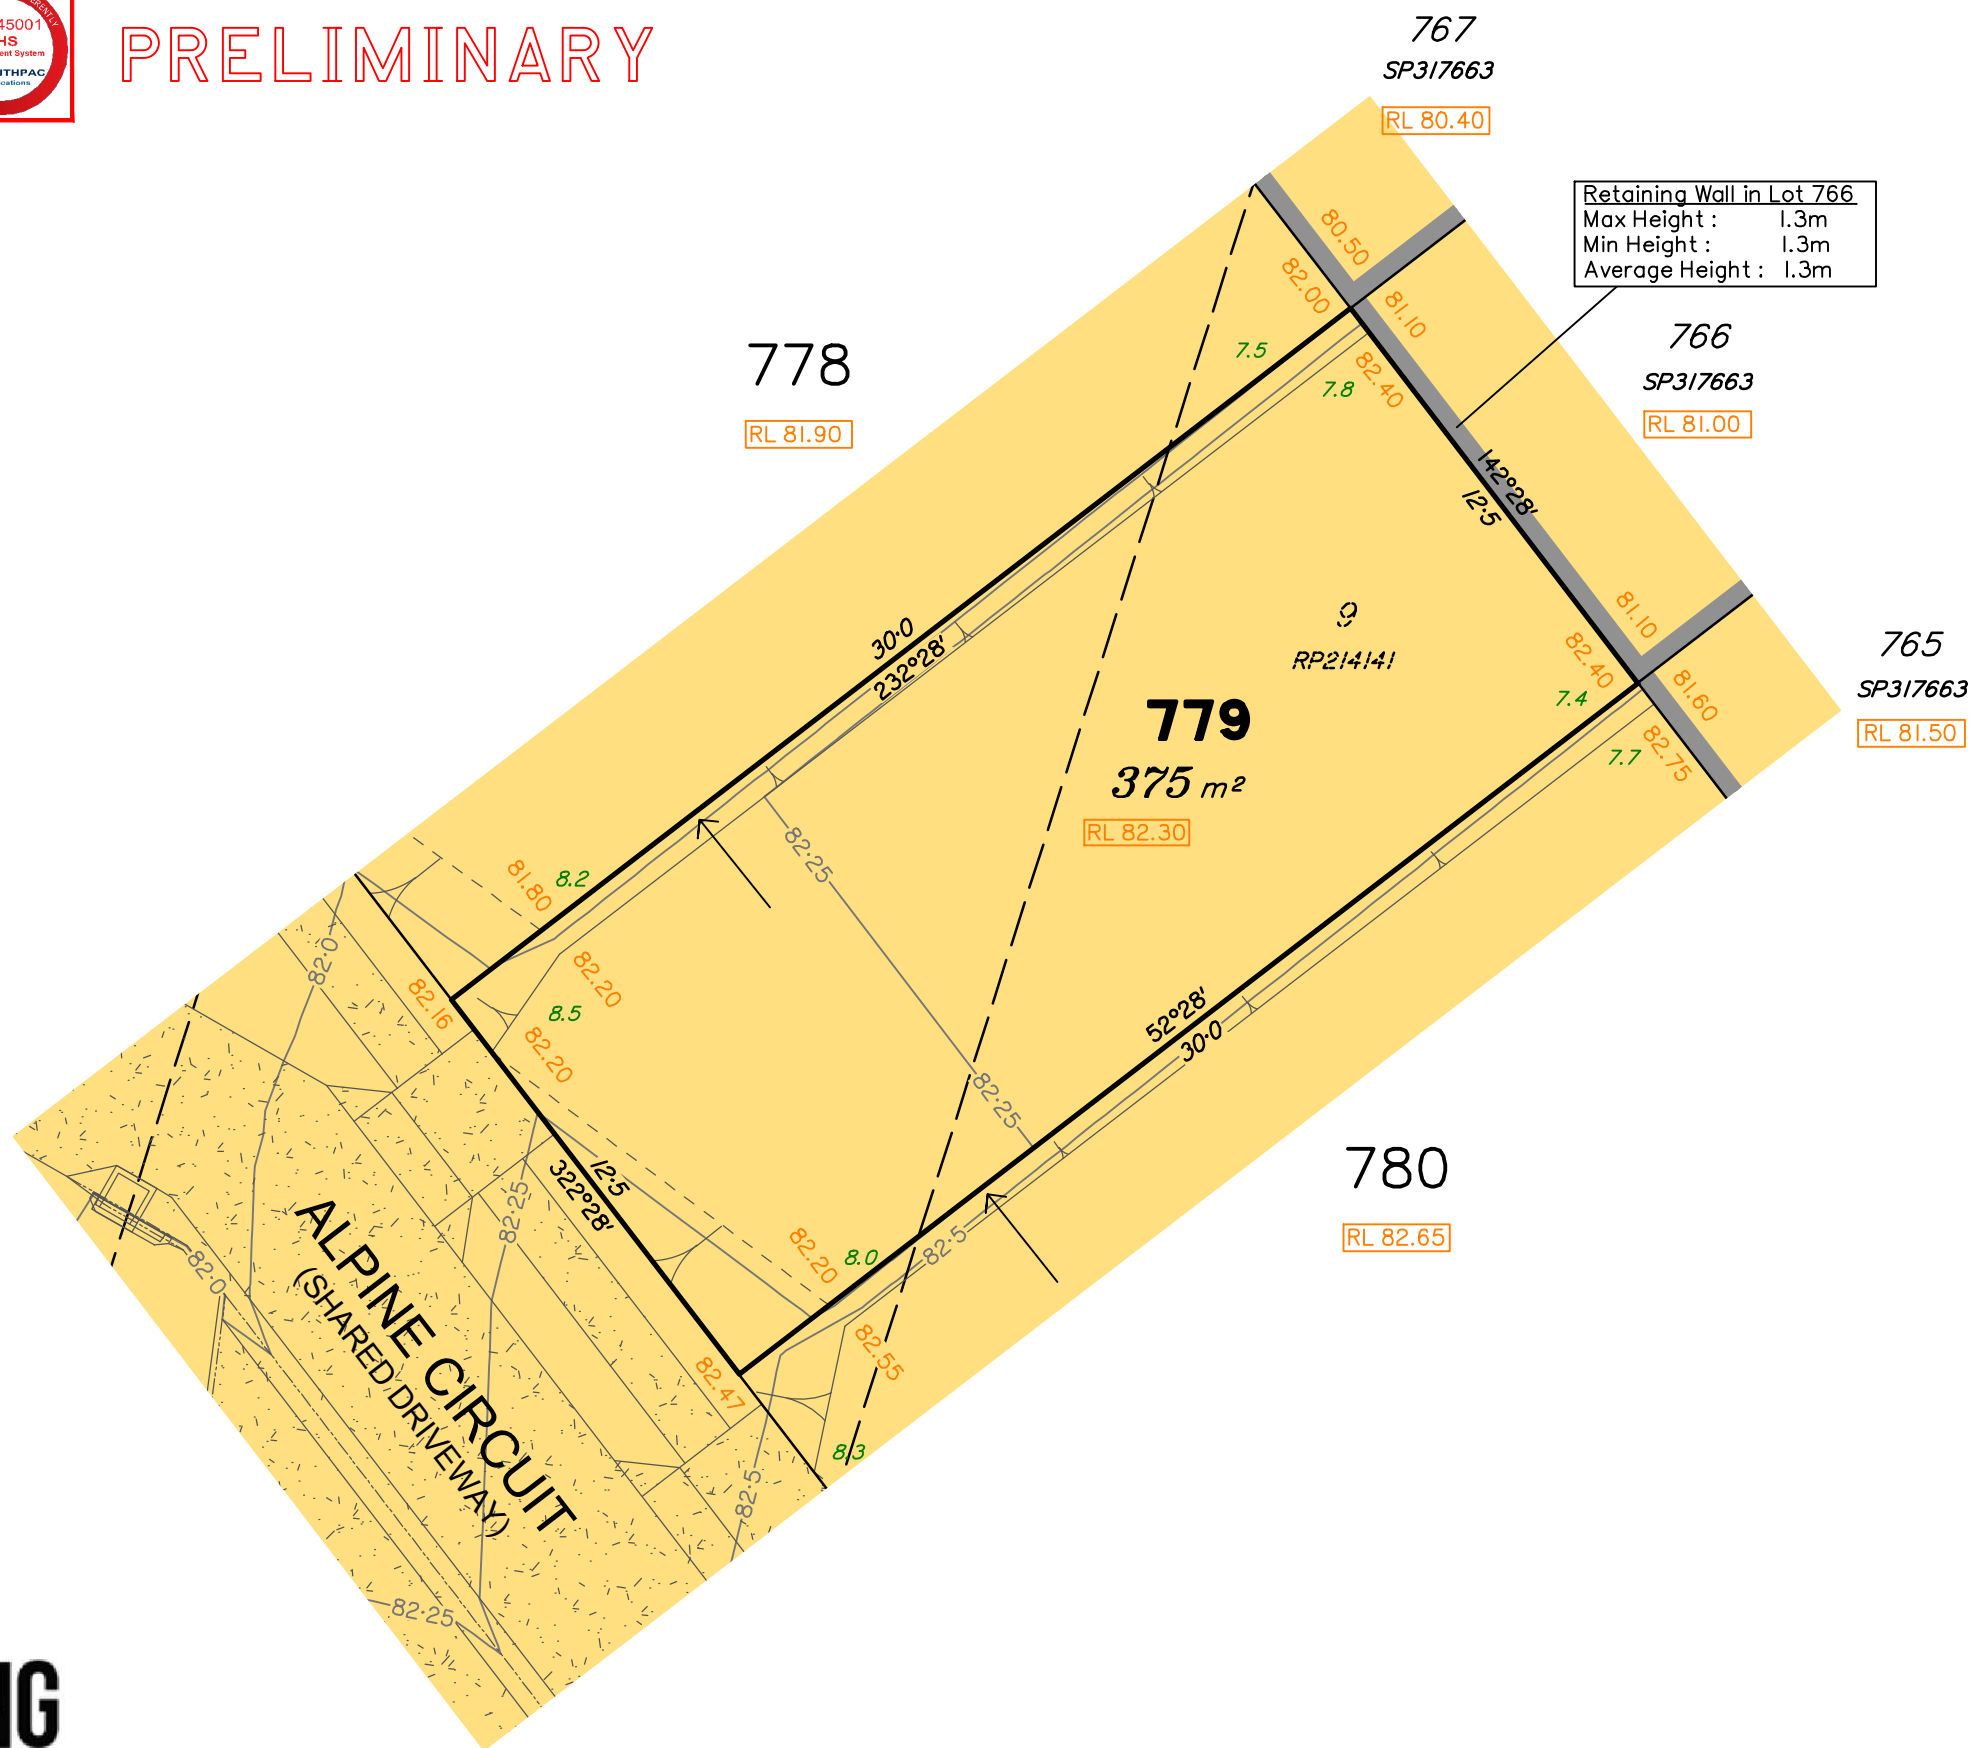 45001
HS
ent System
THPAC
cations
PRELIMINARY
767
SP317663
RL 80.40
Retaining Wall in Lot 766
Max Height : 1.3m
Min Height : 1.3m
Average Height : 1.3m
80.50
82.00
81.10
82.40
766
SP317663
RL 81.00
778
RL 81.90
7.5
7.8
142°28'
12·5
9
RP214141
81.10
82.40
81.60
82.75
765
SP317663
RL 81.50
7.4
7.7
30·0
232°28'
779
375 m²
RL 82.30
82·25
82·25
81.80
8.2
82.20
82.16
8.5
82.20
82·0
52°28'
30·0
780
RL 82.65
12·5
322°28'
82·25
82·0
82.20
8.0
82·5
82.55
82.47
8.3
82·5
ALPINE CIRCUIT
(SHARED DRIVEWAY)
82·25